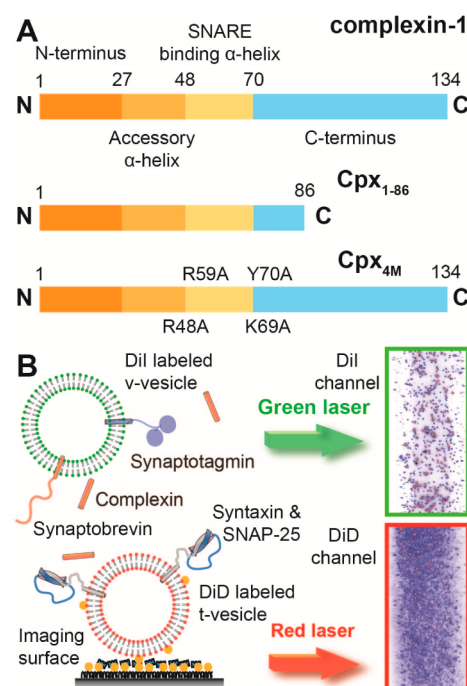 A
complexin-1
SNARE
binding α-helix
N-terminus
1 27 48 70 134
N C
Accessory
α-helix
C-terminus
1 86 Cpx1-86
N C
Cpx4M
1 R59A Y70A 134
N C
R48A K69A
B
DiI labeled
v-vesicle
DiI
channel
Green laser
Synaptotagmin
Complexin
Synaptobrevin
Syntaxin &
SNAP-25
DiD
channel
DiD labeled
t-vesicle
Imaging
surface
Red laser